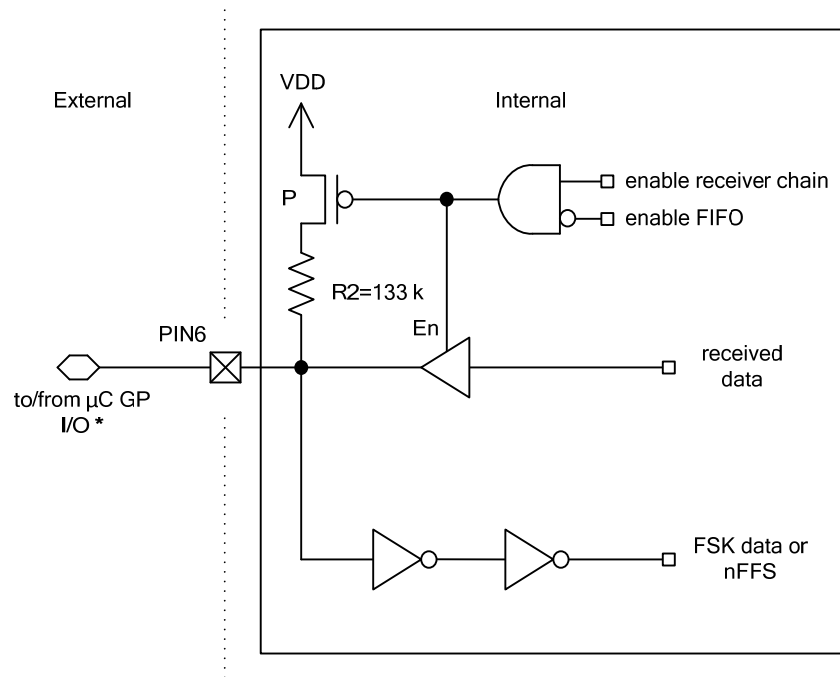 External
Internal
VDD
P
enable receiver chain
enable FIFO
R2=133 k
En
PIN6
received
data
to/from µC GP
I/O *
FSK data or
nFFS